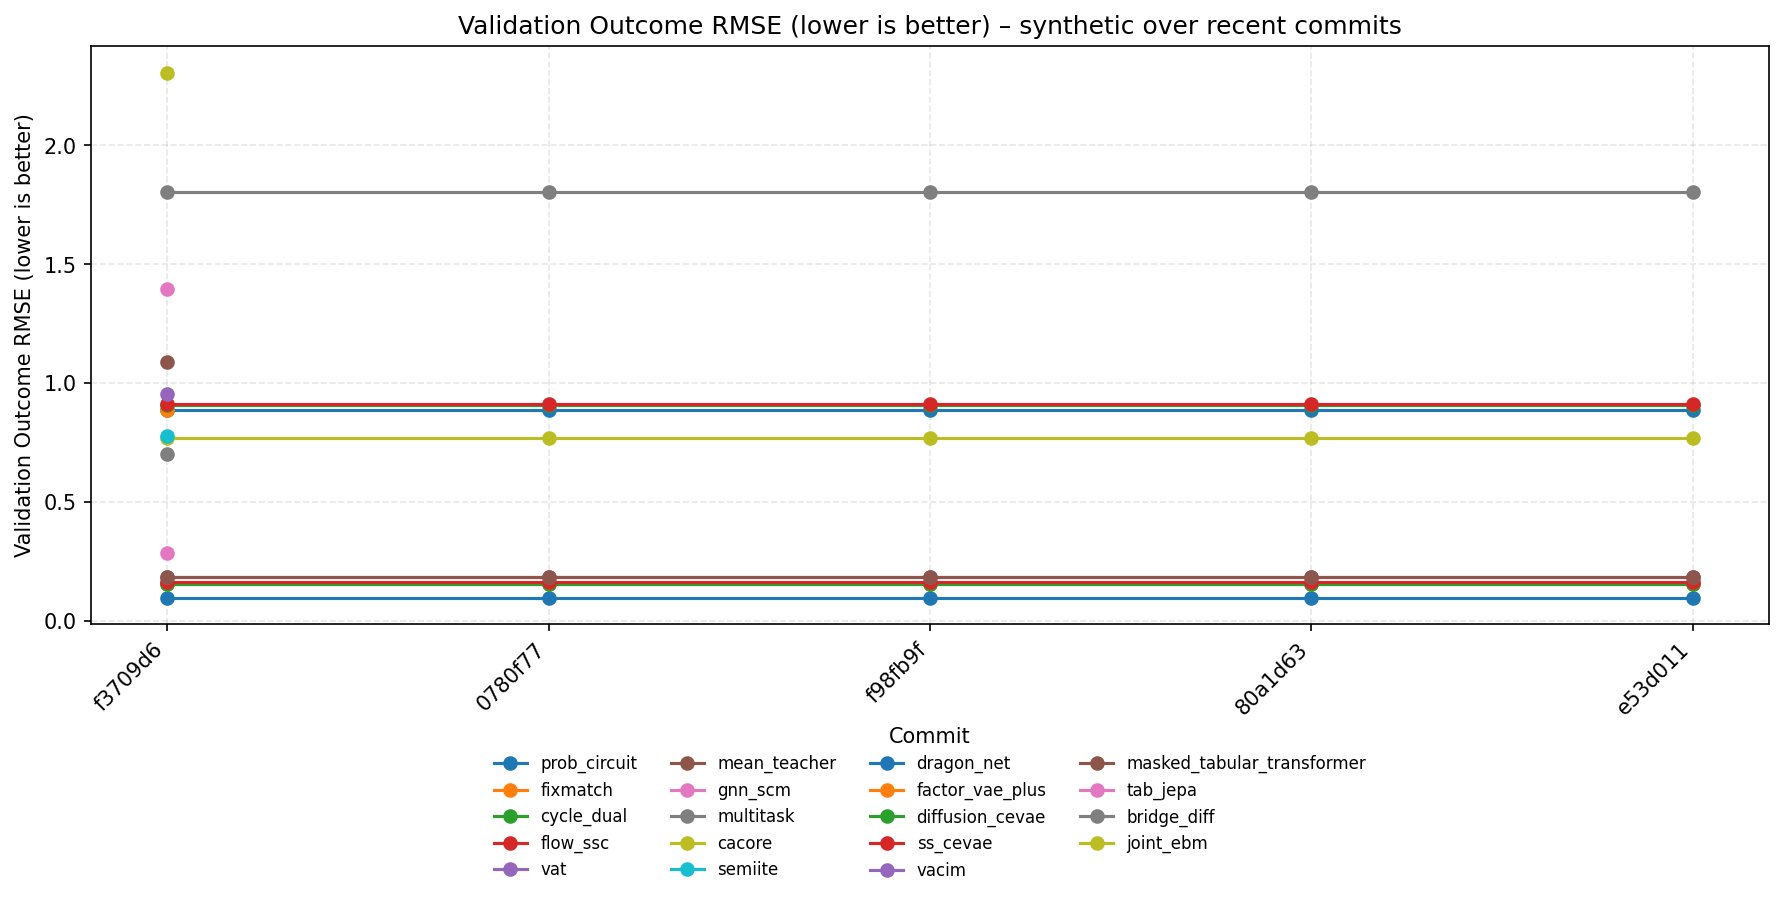 Validation Outcome RMSE (lower is better) – synthetic over recent commits
Validation Outcome RMSE (lower is better)
2.0
1.5
1.0
0.5
0.0
f3709d6
0780f77
f98fb9f
80a1d63
e53d011
Commit
prob_circuit
fixmatch
cycle_dual
flow_ssc
vat
mean_teacher
gnn_scm
multitask
cacore
semiite
dragon_net
factor_vae_plus
diffusion_cevae
ss_cevae
vacim
masked_tabular_transformer
tab_jepa
bridge_diff
joint_ebm